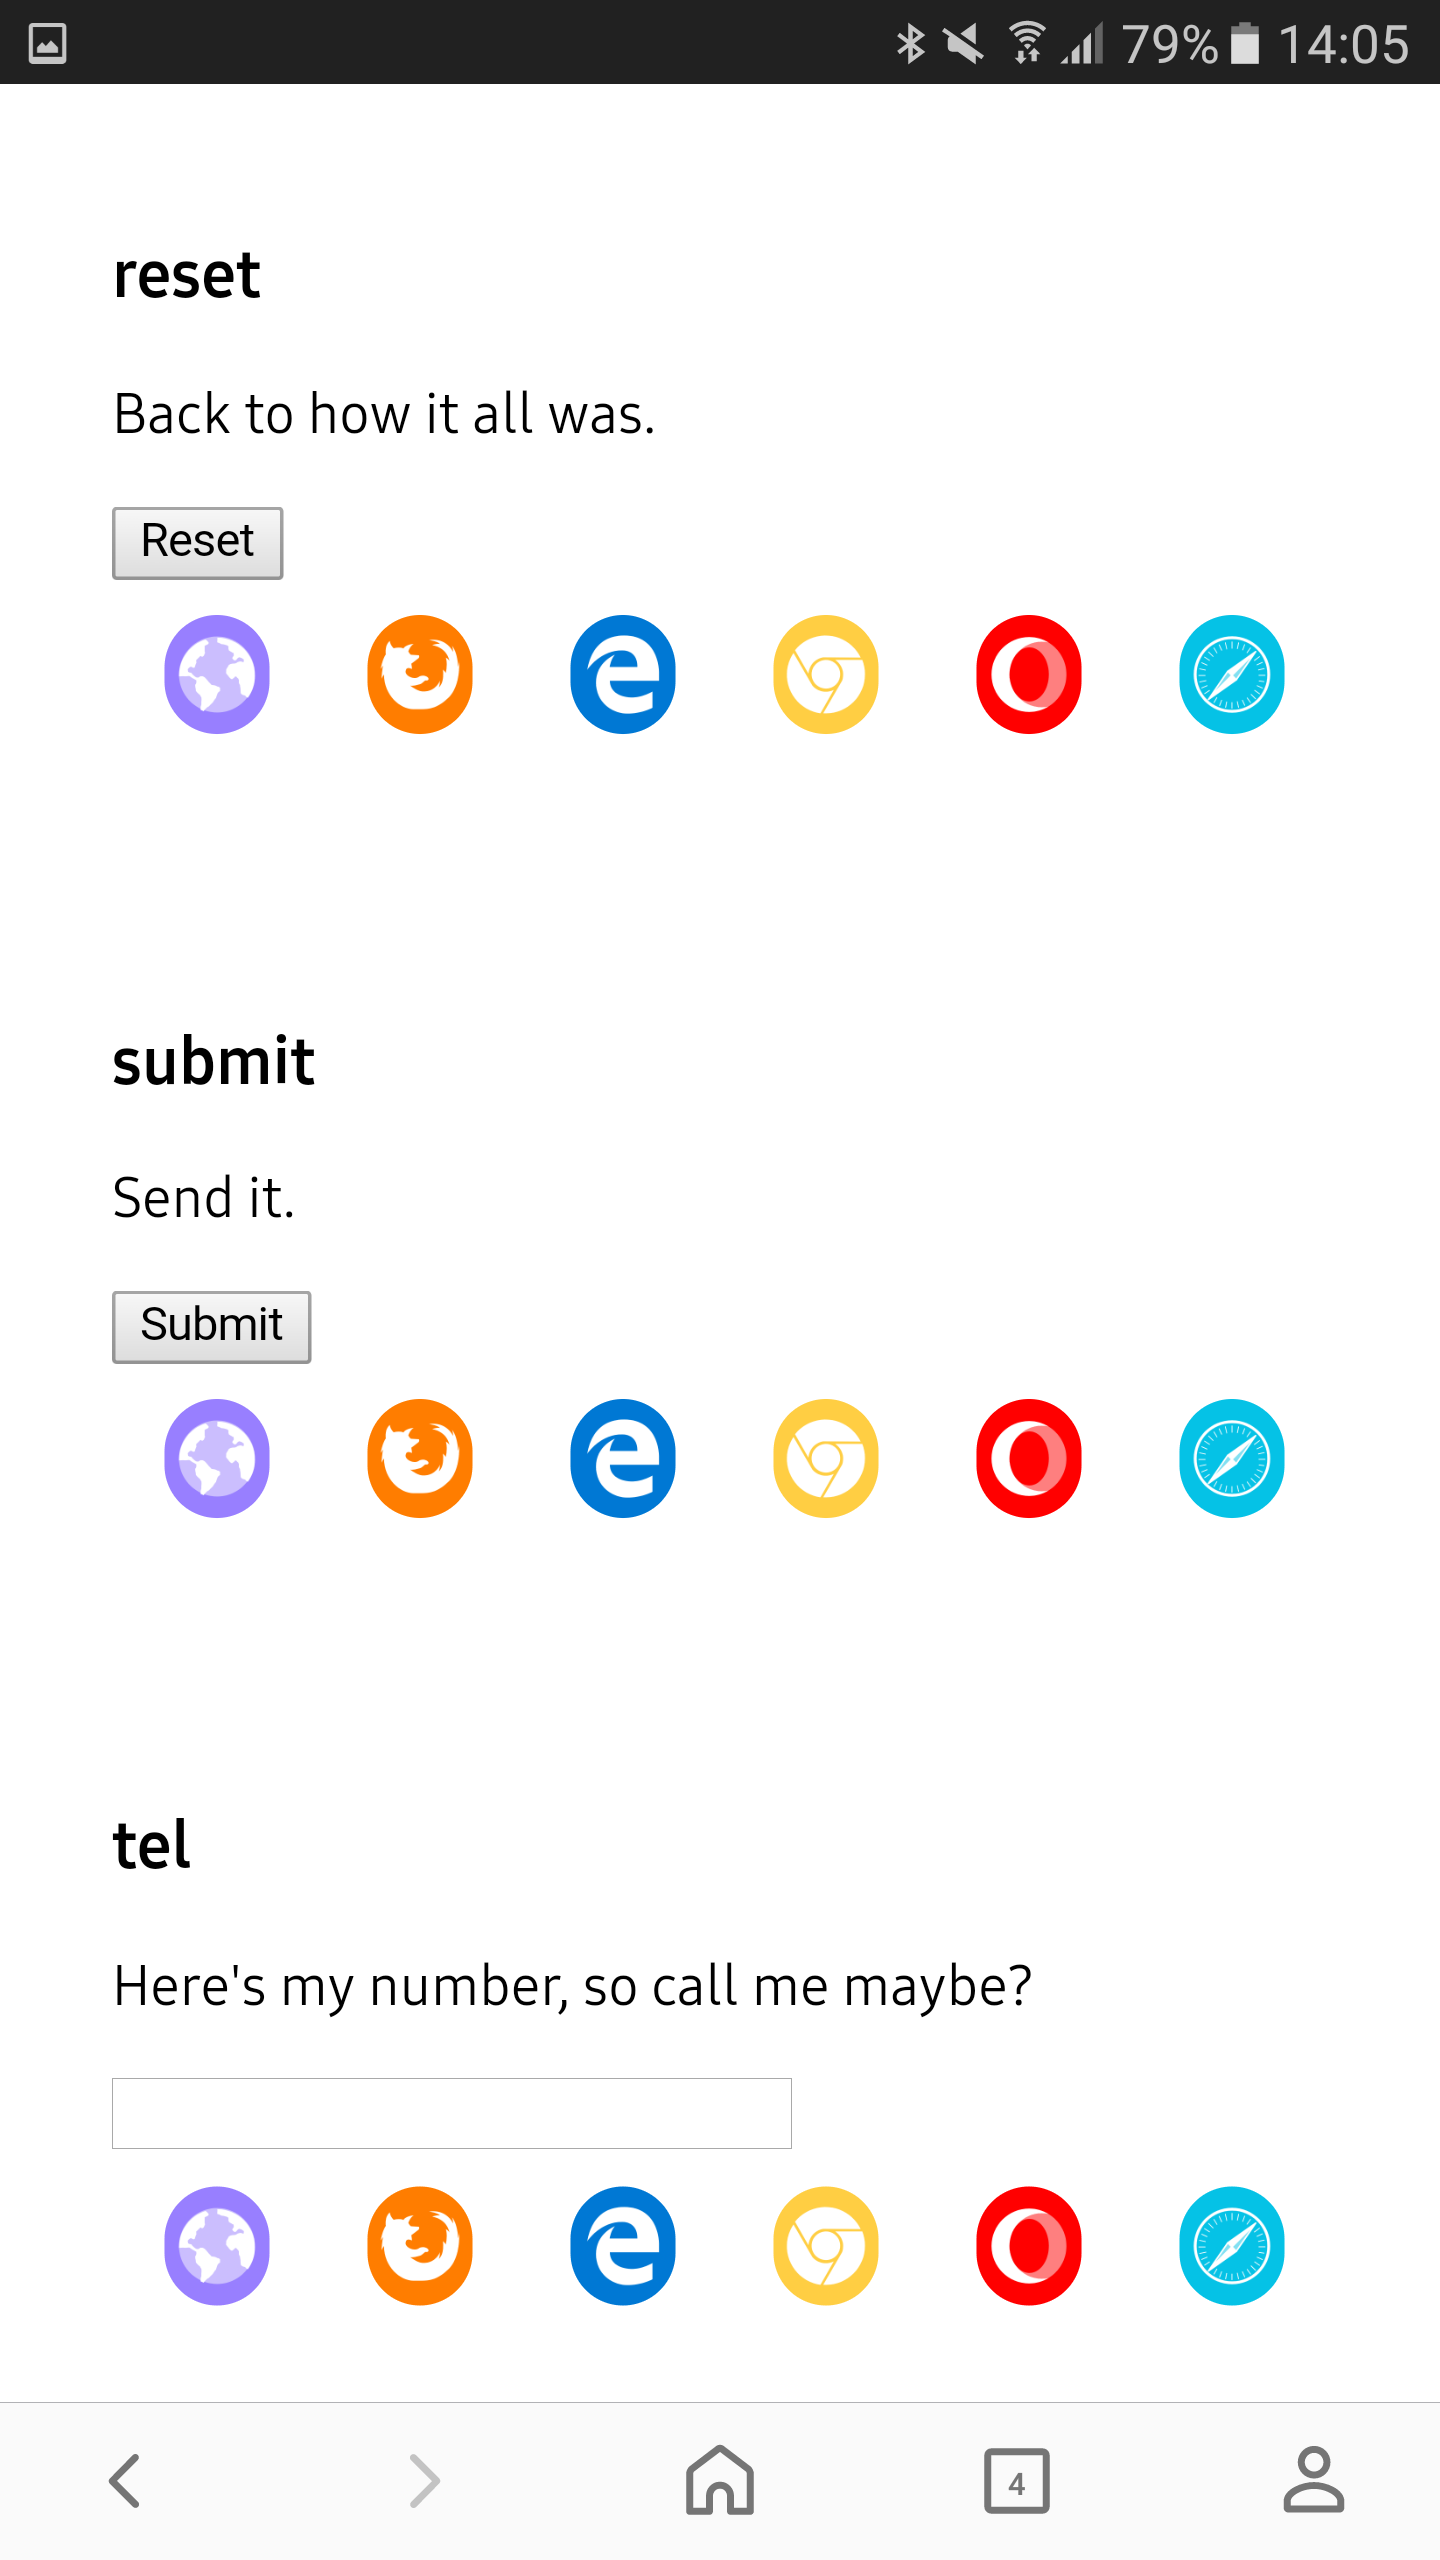 79% 14:05
reset
Back to how it all was.
Reset
submit
Send it.
Submit
tel
Here's my number, so call me maybe?
4